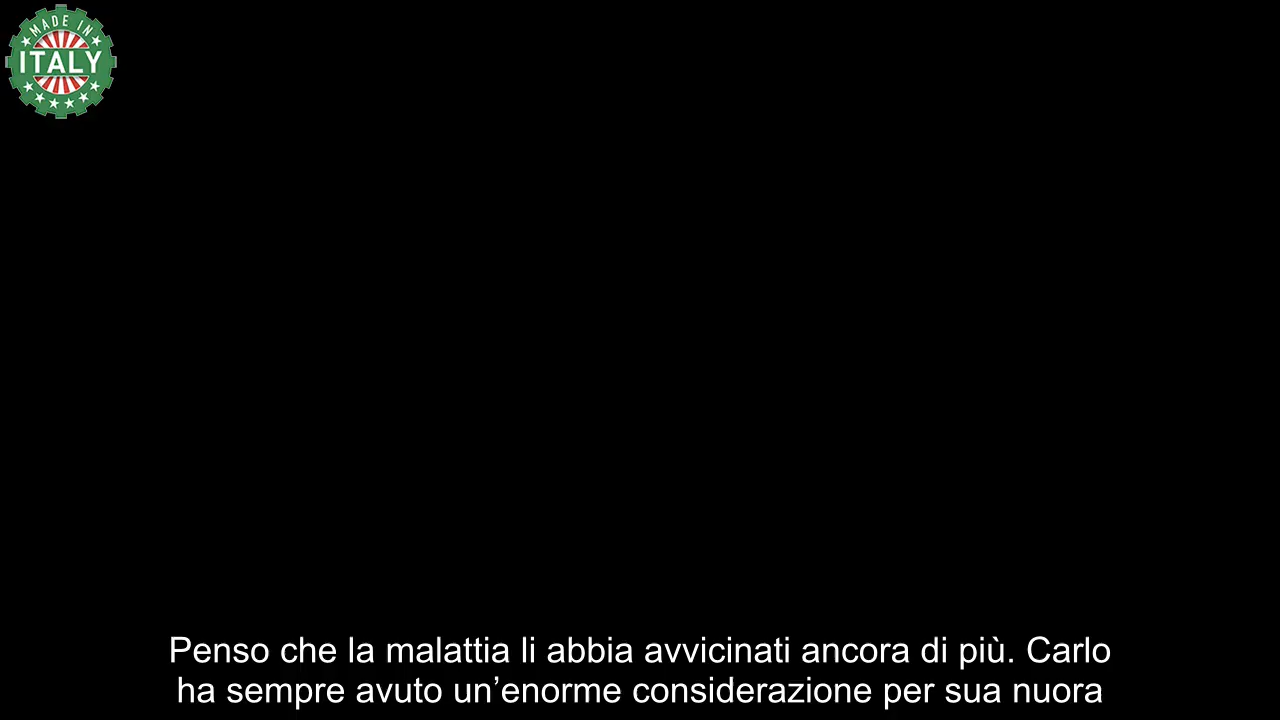 MADE IN
ITALY
Penso che la malattia li abbia avvicinati ancora di più. Carlo
ha sempre avuto un’enorme considerazione per sua nuora